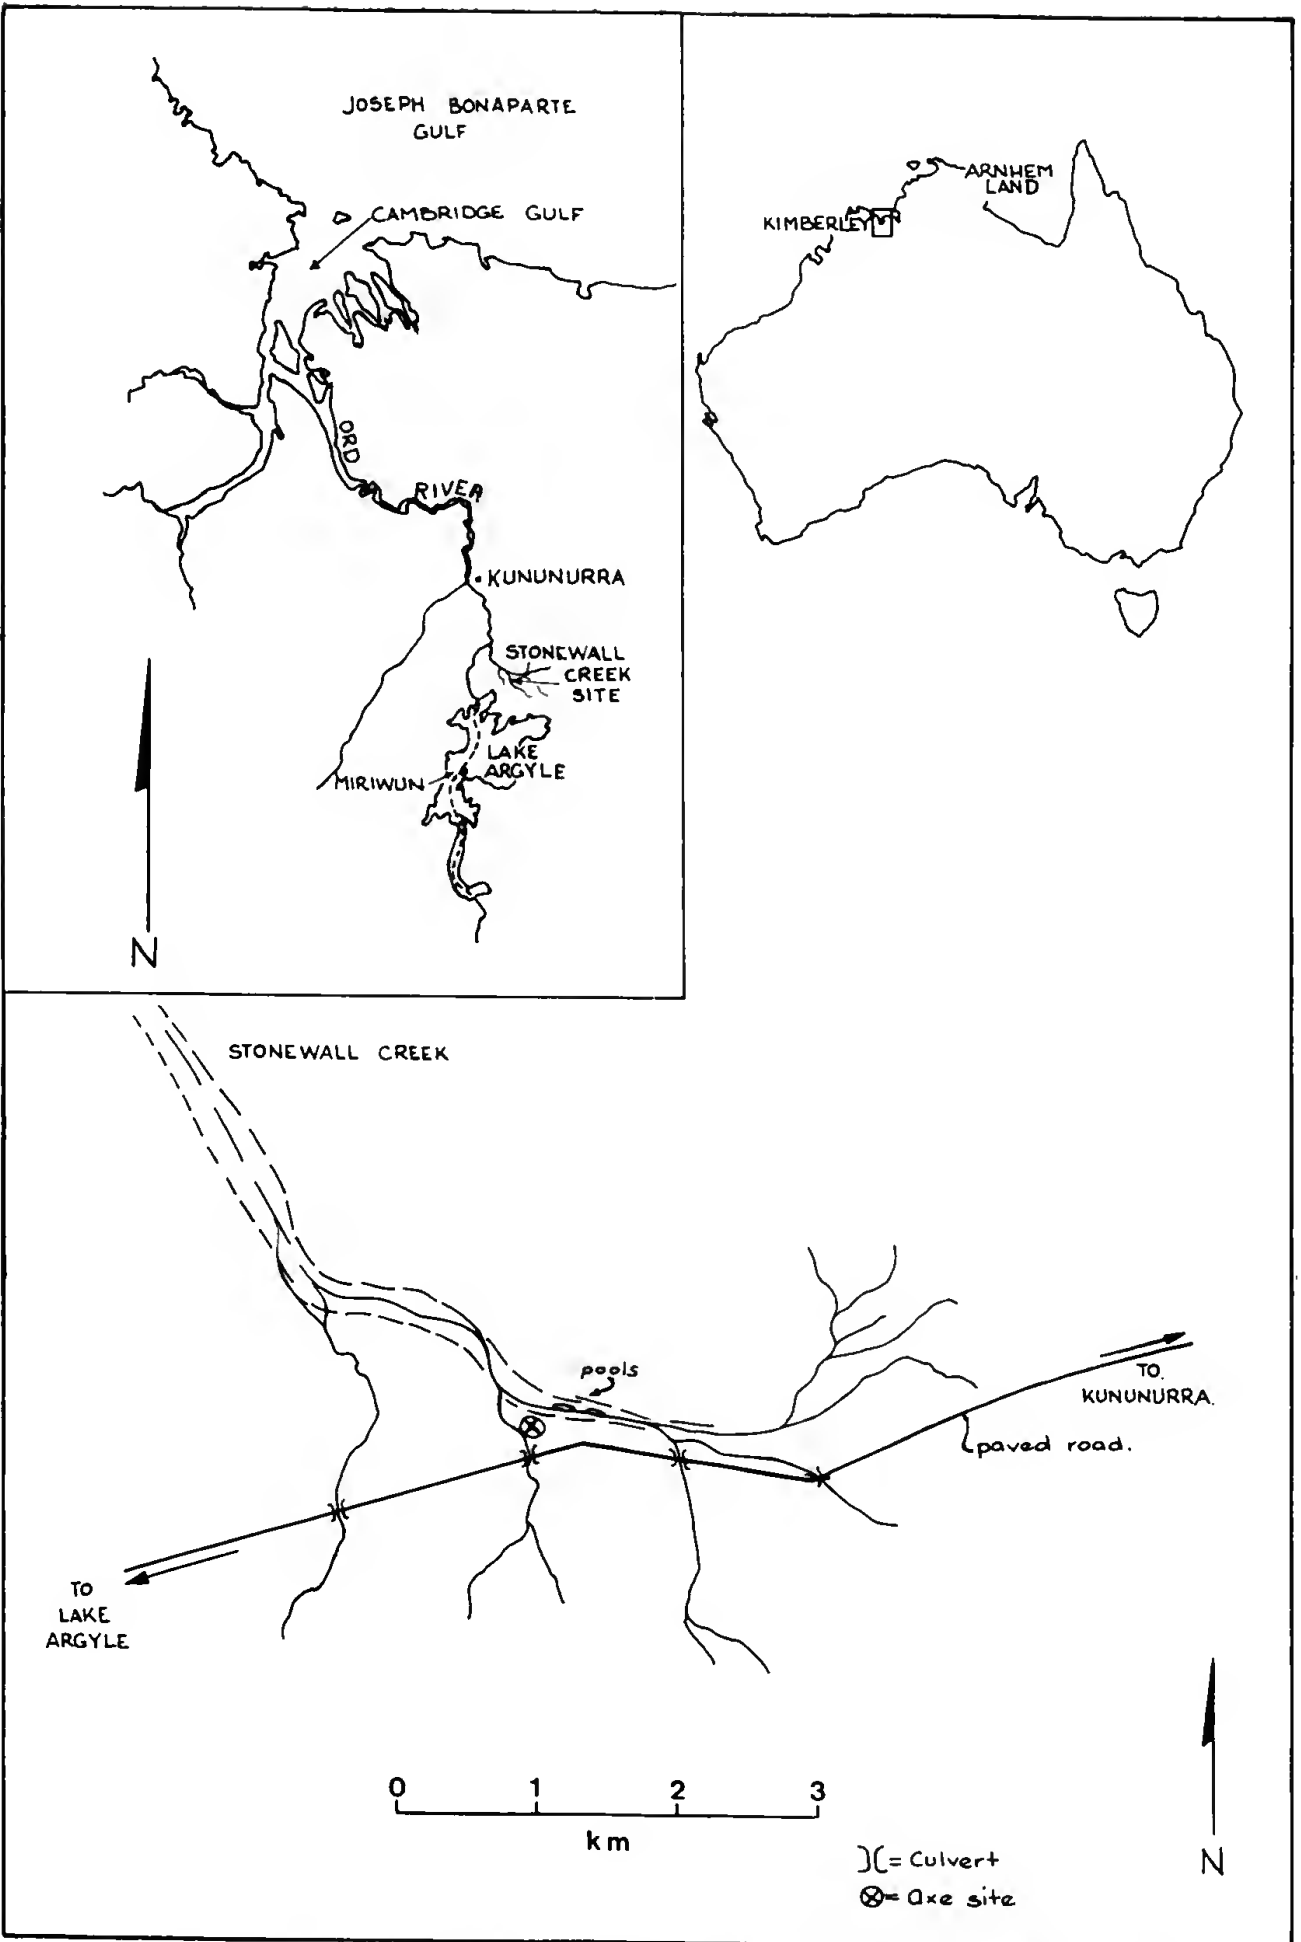 JOSEPH BONAPARTE
GULF
CAMBRIDGE GULF
ORD
RIVER
KUNUNURRA
STONEWALL
CREEK
SITE
LAKE
ARGYLE
MIRIWUN
N
ARNHEM
LAND
KIMBERLEY
STONEWALL CREEK
pools
TO.
KUNUNURRA.
paved road.
TO
LAKE
ARGYLE
0 1 2 3
km
)(= Culvert
⊗= axe site
N